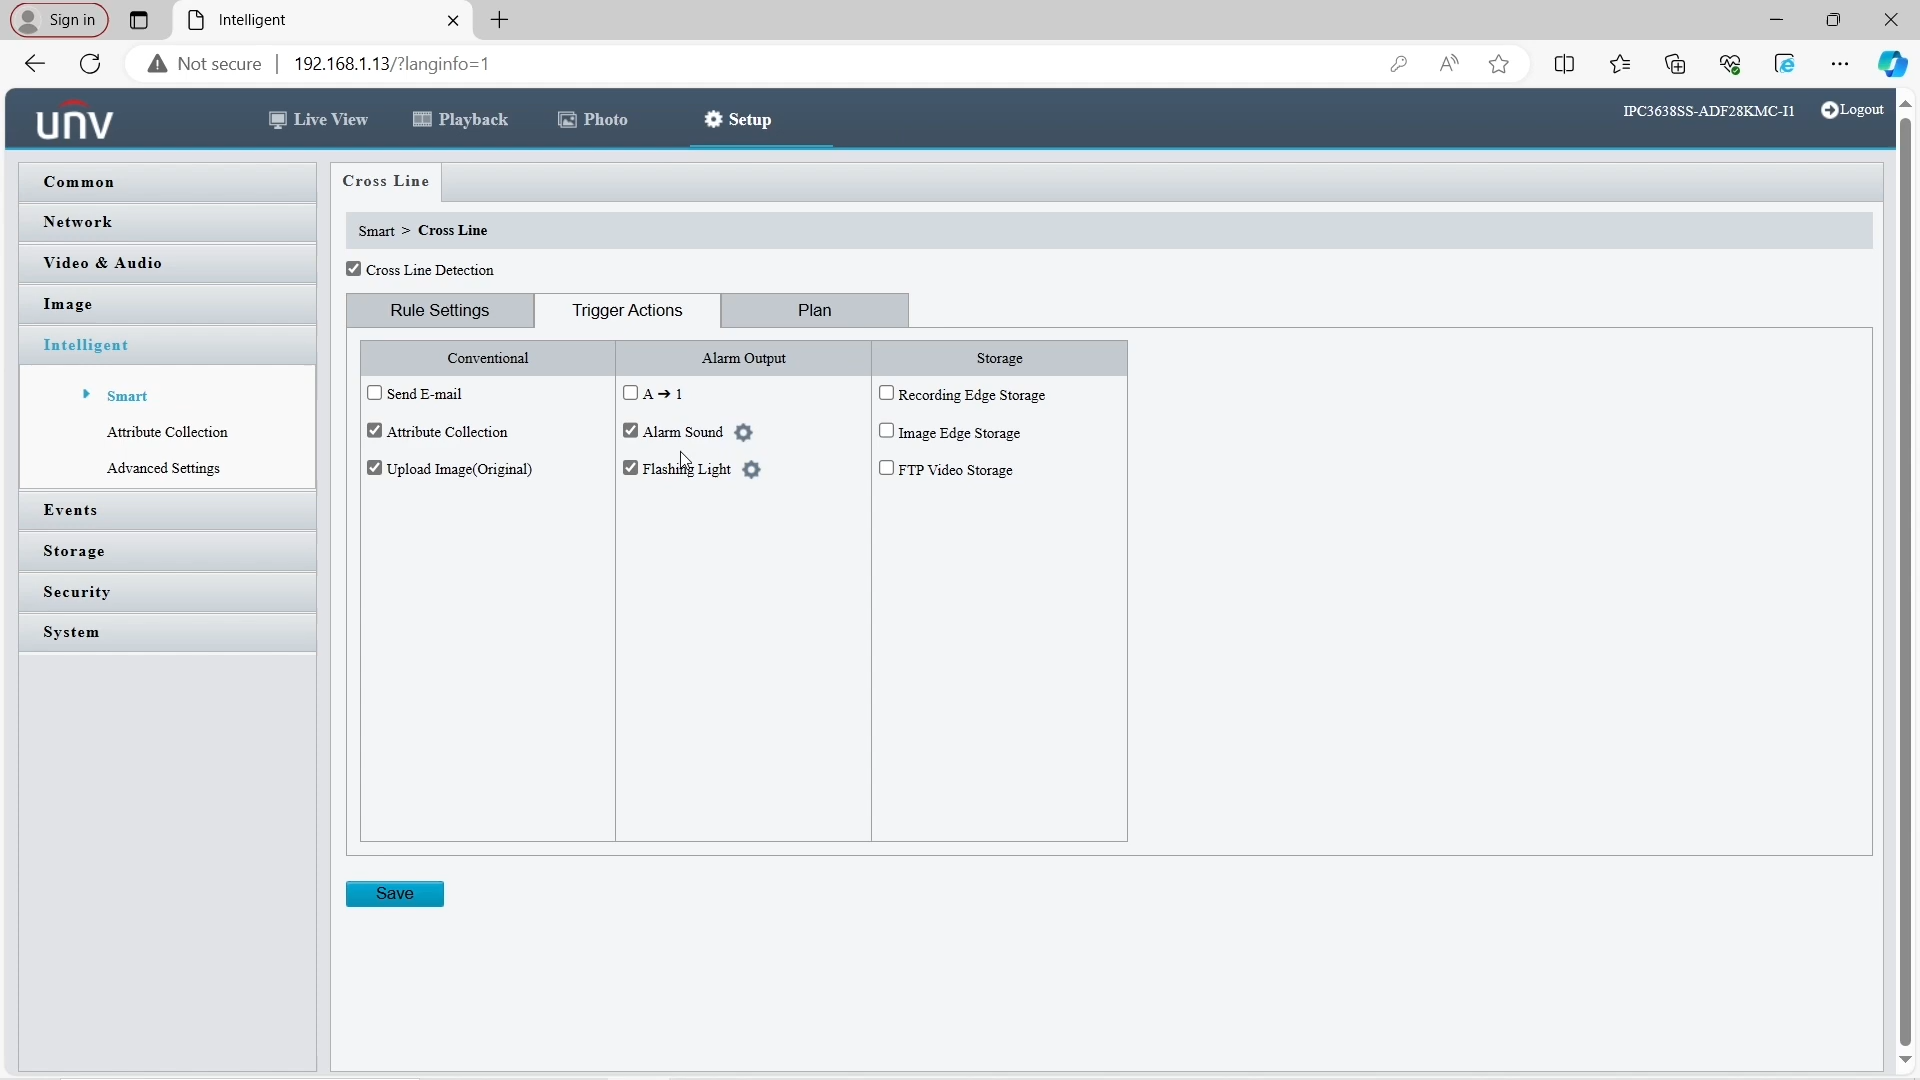 Sign in
Intelligent
Not secure
192.168.1.13/?langinfo=1
unv
Live View
Playback
Photo
Setup
IPC3638SS-ADF28KMC-I1
Logout
Common
Network
Video & Audio
Image
Intelligent
Smart
Attribute Collection
Advanced Settings
Events
Storage
Security
System
Cross Line
Smart > Cross Line
Cross Line Detection
Rule Settings
Trigger Actions
Plan
Conventional
Alarm Output
Storage
Send E-mail
A➔1
Recording Edge Storage
Attribute Collection
Alarm Sound
Image Edge Storage
Upload Image(Original)
Flashing Light
FTP Video Storage
Save